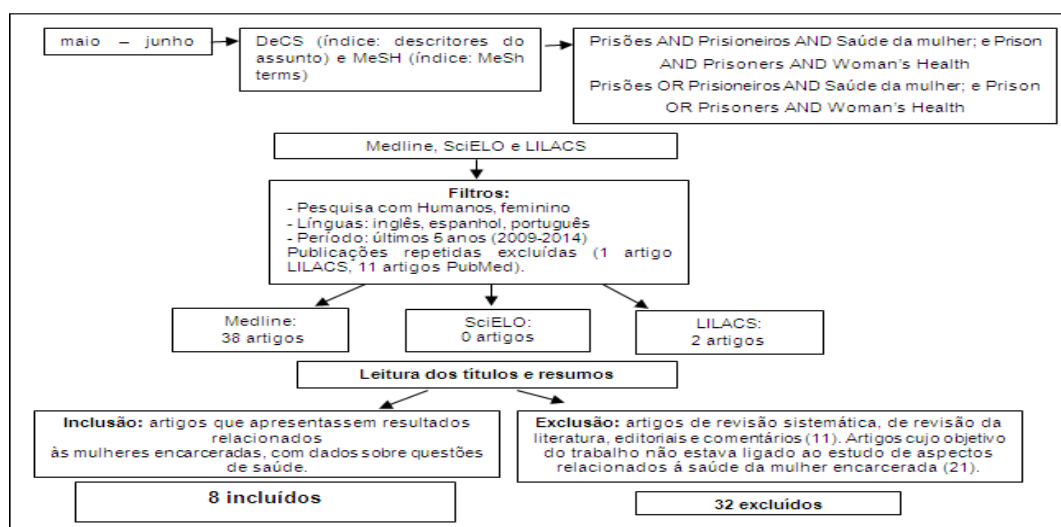 maio – junho
DeCS (índice: descritores do
assunto) e MeSH (índice: MeSh
terms)
Prisões AND Prisioneiros AND Saúde da mulher; e Prison
AND Prisoners AND Woman's Health
Prisões OR Prisioneiros AND Saúde da mulher; e Prison
OR Prisoners AND Woman's Health
Medline, SciELO e LILACS
Filtros:
- Pesquisa com Humanos, feminino
- Línguas: inglês, espanhol, português
- Período: últimos 5 anos (2009-2014)
Publicações repetidas excluídas (1 artigo
LILACS, 11 artigos PubMed).
Medline:
38 artigos
SciELO:
0 artigos
LILACS:
2 artigos
Leitura dos títulos e resumos
Inclusão: artigos que apresentassem resultados
relacionados
às mulheres encarceradas, com dados sobre questões
de saúde.
8 incluídos
Exclusão: artigos de revisão sistemática, de revisão da
literatura, editoriais e comentários (11). Artigos cujo objetivo
do trabalho não estava ligado ao estudo de aspectos
relacionados á saúde da mulher encarcerada (21).
32 excluídos